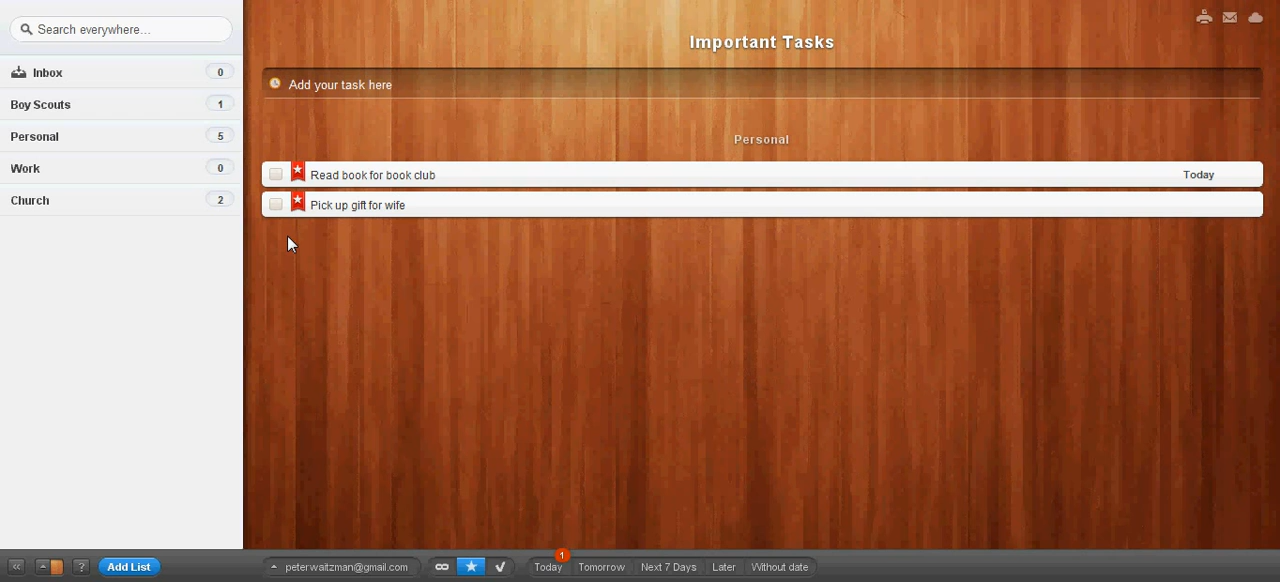 Search everywhere...
Inbox 0
Boy Scouts 1
Personal 5
Work 0
Church 2
Important Tasks
Add your task here
Personal
Read book for book club Today
Pick up gift for wife
? Add List
peterwaitzman@gmail.com
1
Today Tomorrow Next 7 Days Later Without date